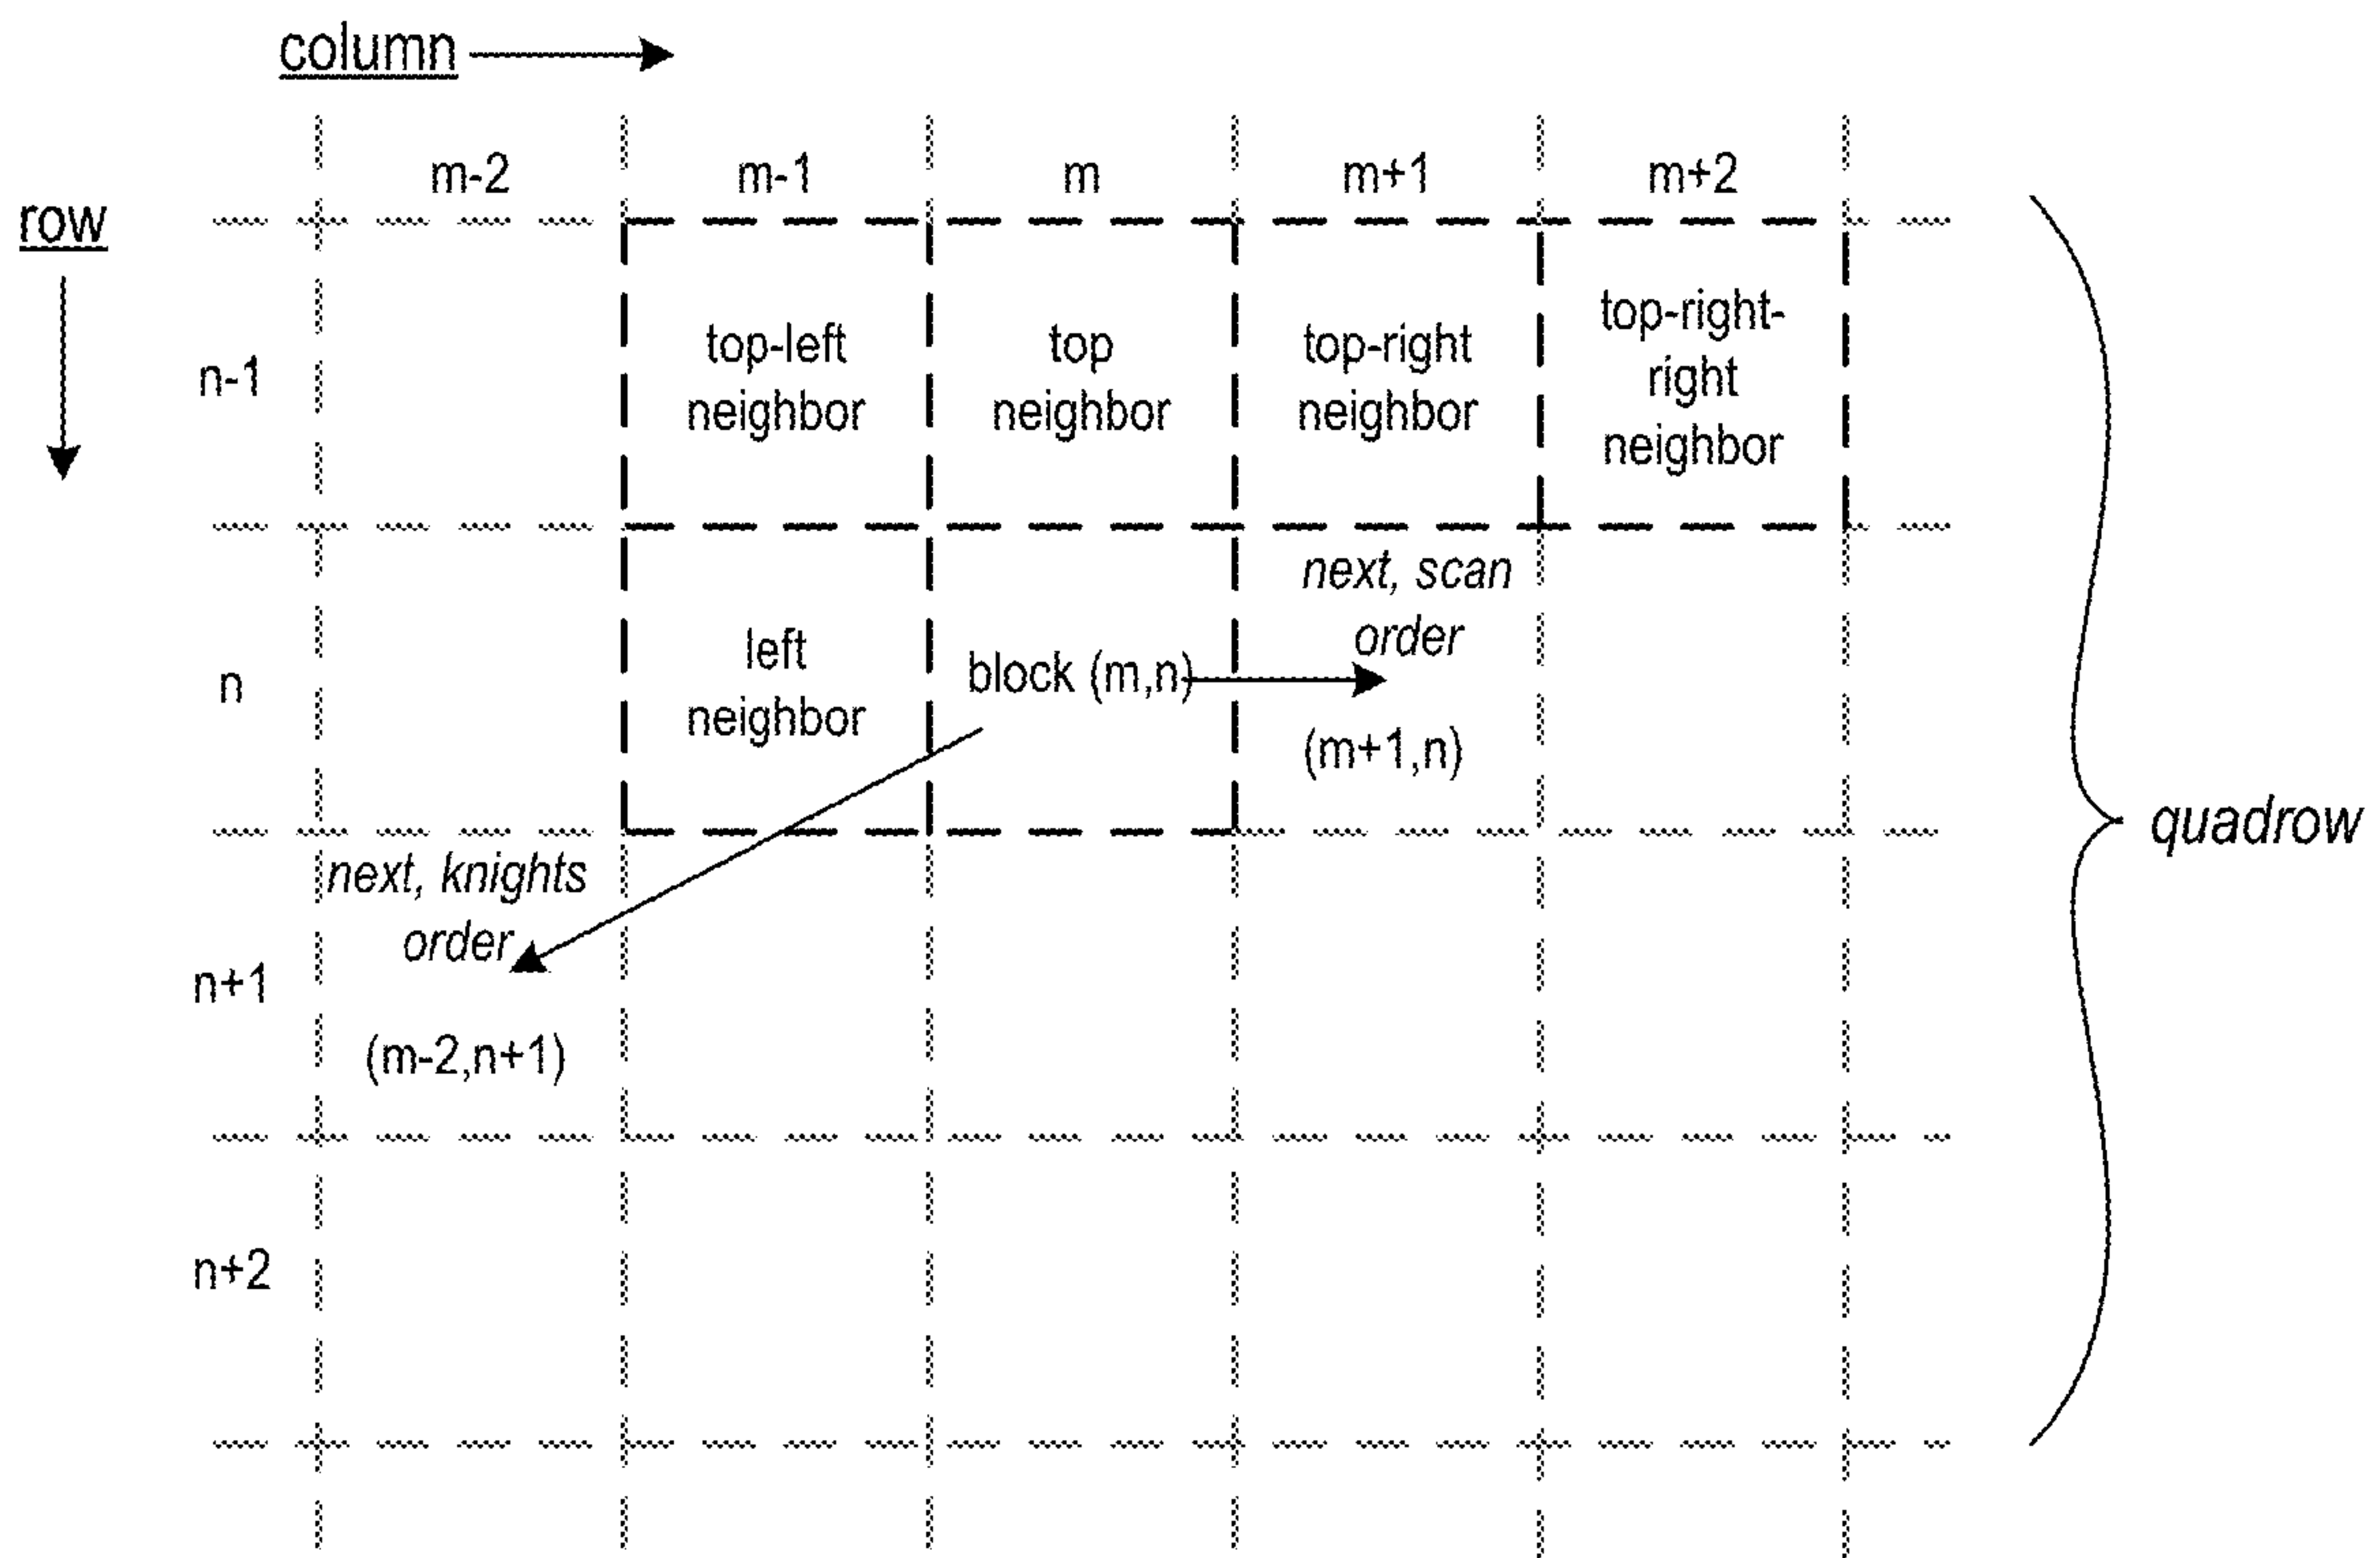 column
m-2 m-1 m m+1 m+2
row
n-1
top-left
neighbor
top
neighbor
top-right
neighbor
top-right-
right
neighbor
n
left
neighbor
block (m,n)
next, scan
order
(m+1,n)
quadrow
n+1
next, knights
order
(m-2,n+1)
n+2